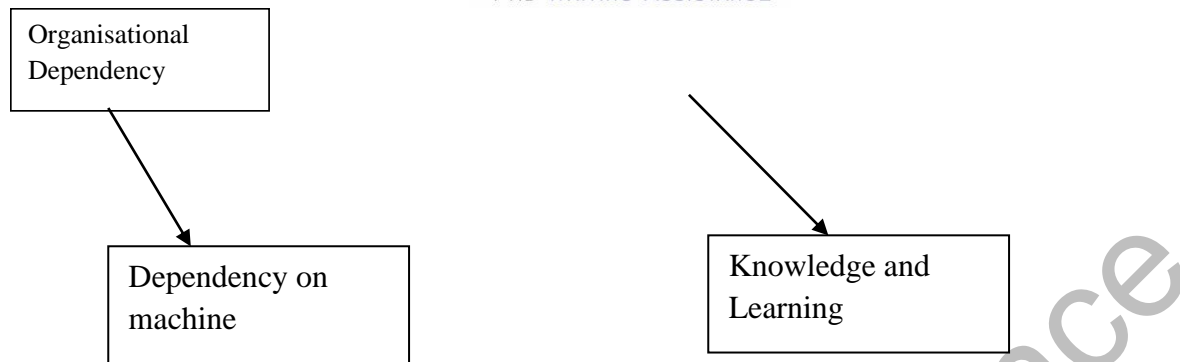 Organisational
Dependency
Dependency on
machine
Knowledge and
Learning